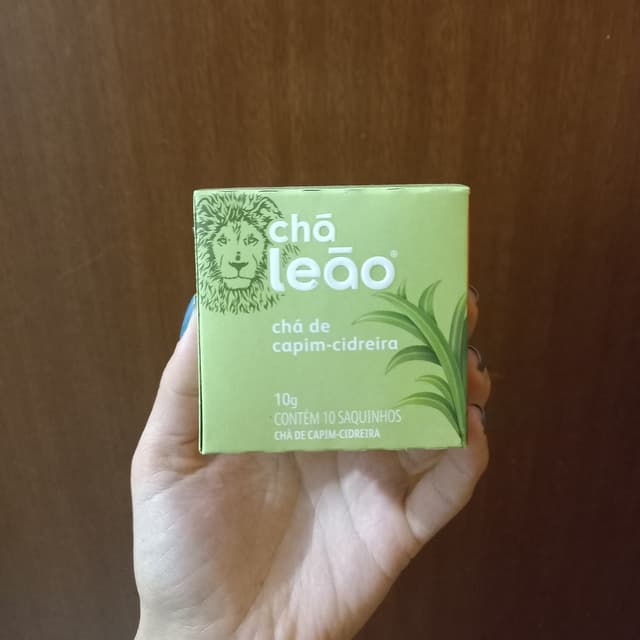 chá
leão®
chá de
capim-cidreira
10g
CONTÉM 10 SAQUINHOS
CHÁ DE CAPIM-CIDREIRA